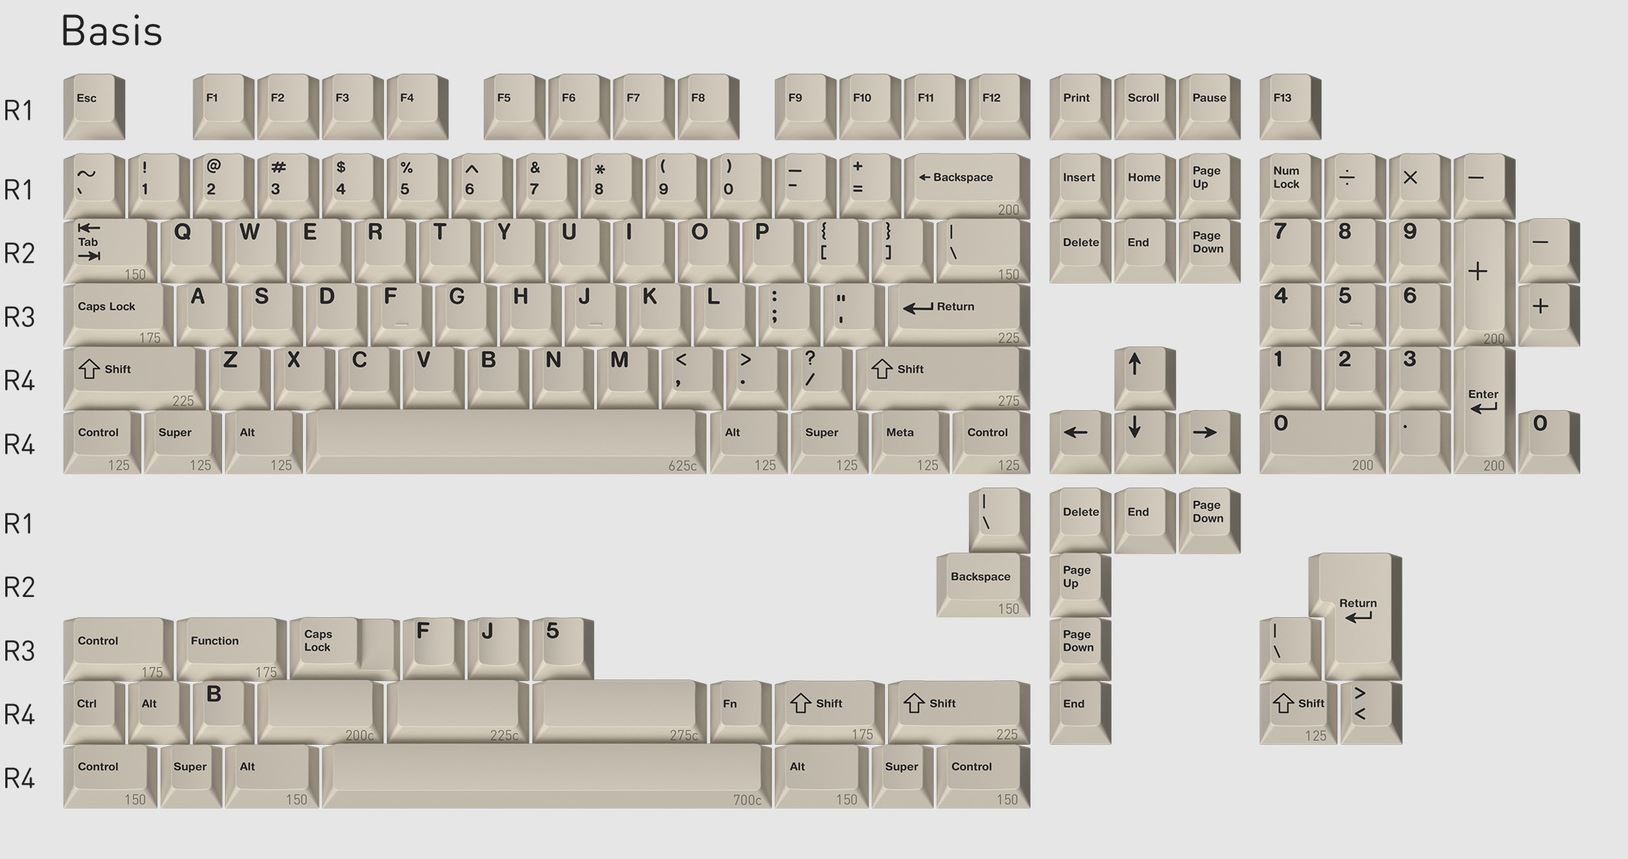 Basis
R1 Esc F1 F2 F3 F4 F5 F6 F7 F8 F9 F10 F11 F12 Print Scroll Pause F13
~ ! @ # $ % ^ & * ( ) — + Page Num
R1 ← Backspace Insert Home Up Lock ÷ × —
` 1 2 3 4 5 6 7 8 9 0 - =
200
|← Q W E R T Y U I O P { } | 7 8 9
R2 Tab Delete End Page Down —
→| [ ] \ +
150 150
A S D F G H J K L : " 4 5 6
R3 Caps Lock ; ' ↵ Return +
_ _ _
175 225 200
Z X C V B N M < > ? ↑ 1 2 3
R4 ⇧ Shift , . / ⇧ Shift Enter ↵
225 275
0 . 0
R4 Control Super Alt Alt Super Meta Control ← ↓ →
125 125 125 625c 125 125 125 125 200 200
|
R1 \ Delete End Page Down
R2 Backspace Page Up
150
Return ↵
R3 Control Function Caps Lock F J 5 Page Down | \
175 175
R4 Ctrl Alt B Fn ⇧ Shift ⇧ Shift End ⇧ Shift > <
200c 225c 275c 175 225 125
R4 Control Super Alt Alt Super Control
150 150 700c 150 150